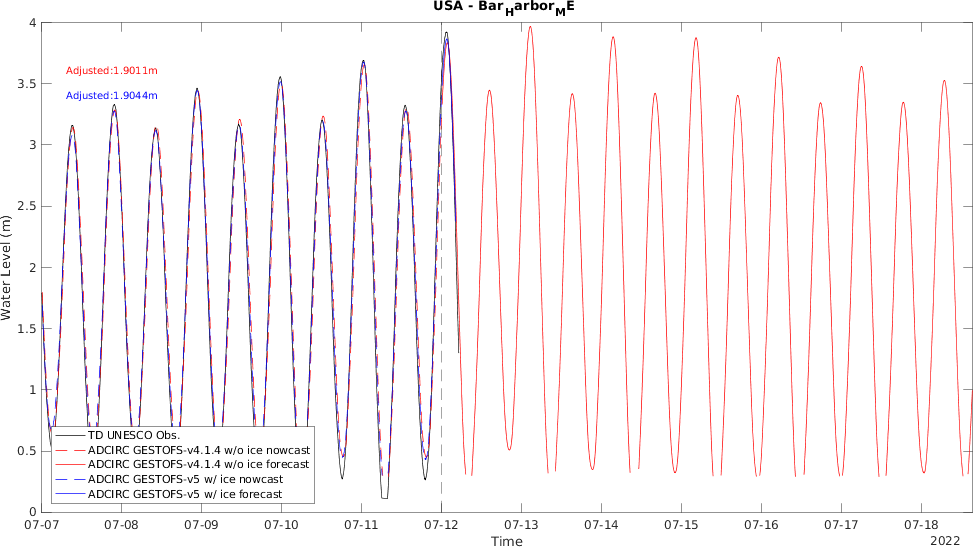 USA - Bar_Harbor_ME
4
3.5
3
2.5
2
1.5
1
0.5
0
Water Level (m)
Adjusted:1.9011m
Adjusted:1.9044m
TD UNESCO Obs.
ADCIRC GESTOFS-v4.1.4 w/o ice nowcast
ADCIRC GESTOFS-v4.1.4 w/o ice forecast
ADCIRC GESTOFS-v5 w/ ice nowcast
ADCIRC GESTOFS-v5 w/ ice forecast
07-07 07-08 07-09 07-10 07-11 07-12 07-13 07-14 07-15 07-16 07-17 07-18
Time
2022